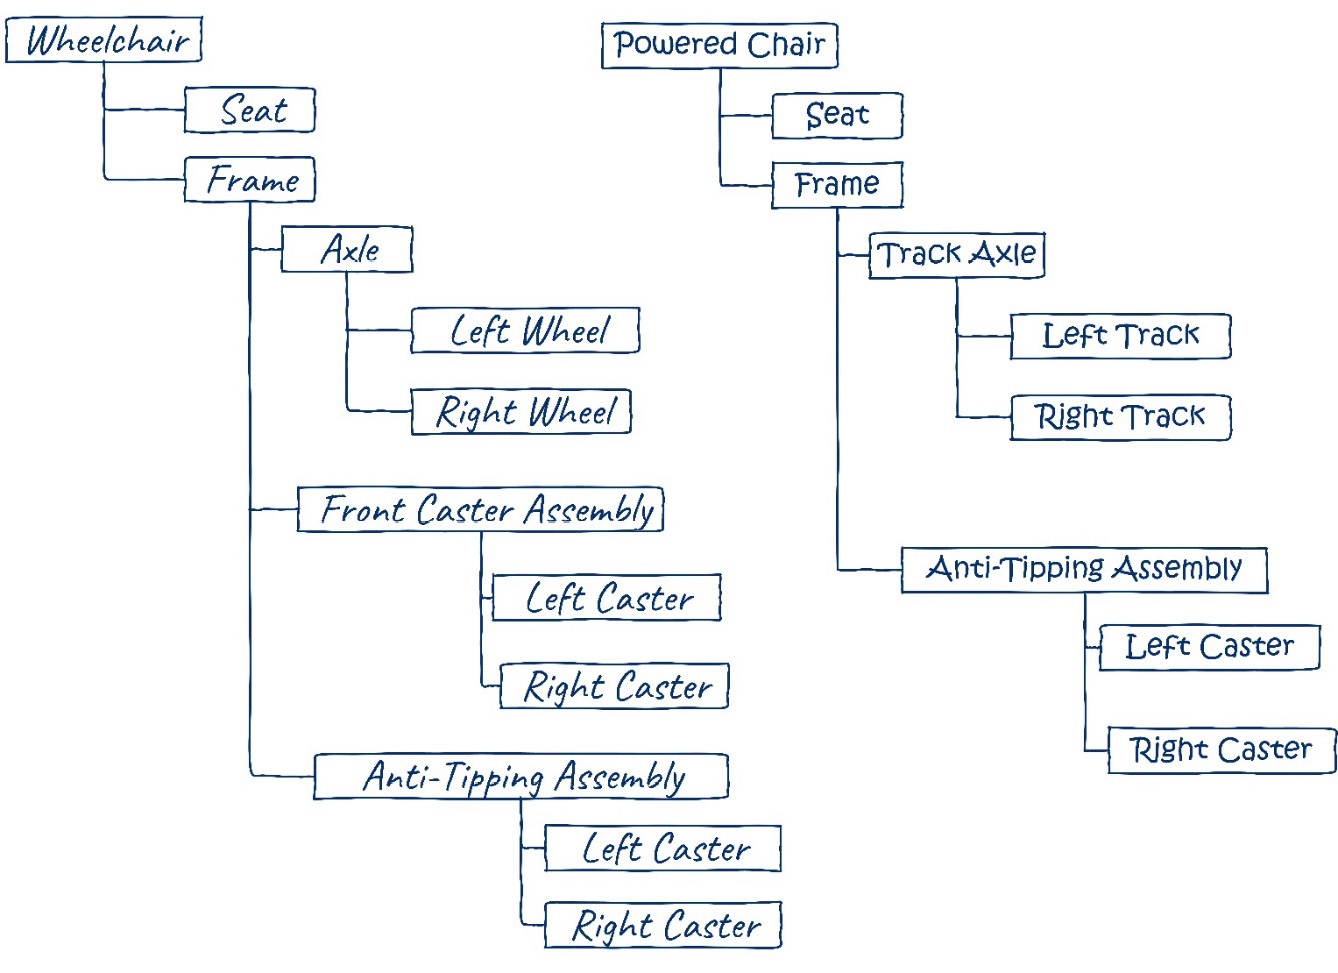 Wheelchair
Seat
Frame
Axle
Left Wheel
Right Wheel
Front Caster Assembly
Left Caster
Right Caster
Anti-Tipping Assembly
Left Caster
Right Caster
Powered Chair
Seat
Frame
Track Axle
Left Track
Right Track
Anti-Tipping Assembly
Left Caster
Right Caster